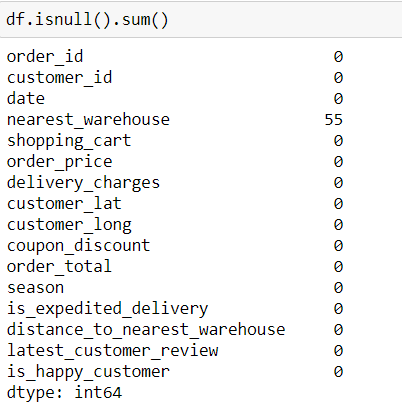 df.isnull().sum()
order_id 0
customer_id 0
date 0
nearest_warehouse 55
shopping_cart 0
order_price 0
delivery_charges 0
customer_lat 0
customer_long 0
coupon_discount 0
order_total 0
season 0
is_expedited_delivery 0
distance_to_nearest_warehouse 0
latest_customer_review 0
is_happy_customer 0
dtype: int64